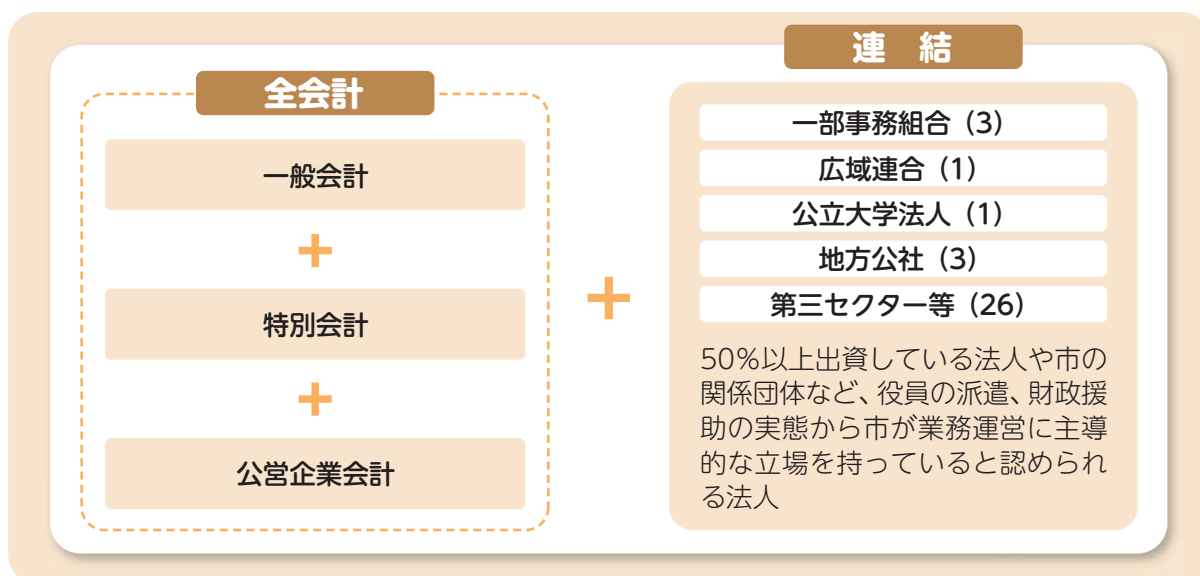 全会計
一般会計
+
特別会計
+
公営企業会計
+
連 結
一部事務組合（3）
広域連合（1）
公立大学法人（1）
地方公社（3）
第三セクター等（26）
50％以上出資している法人や市の
関係団体など、役員の派遣、財政援
助の実態から市が業務運営に主導
的な立場を持っていると認められ
る法人